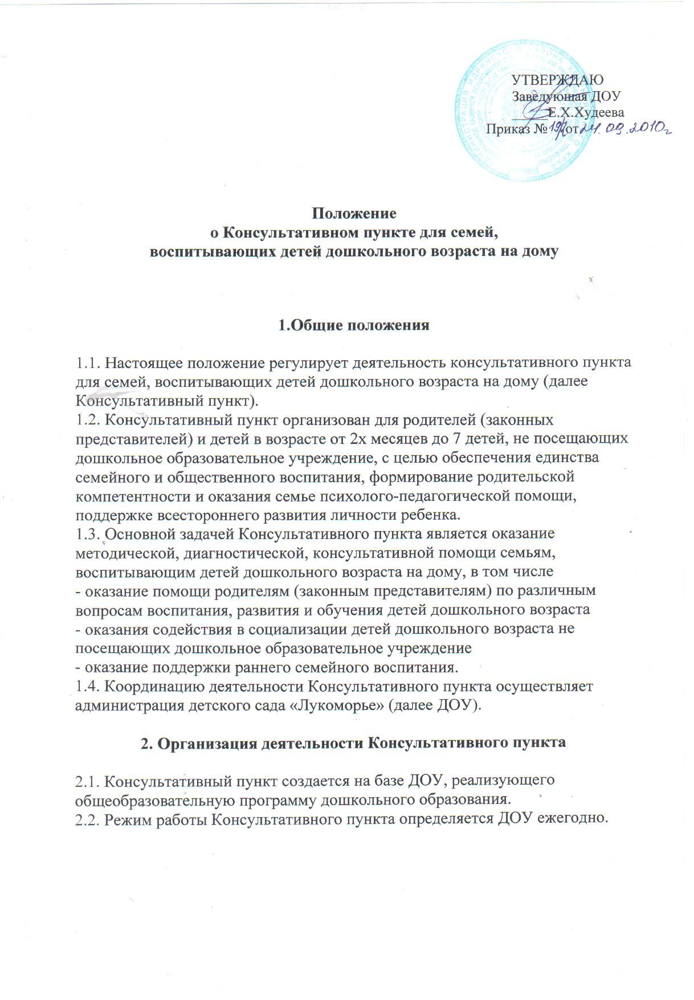 УТВЕРЖДАЮ
Заведующая ДОУ
_____Е.Х.Худеева
Приказ № от 24.09.2010г
Положение
о Консультативном пункте для семей,
воспитывающих детей дошкольного возраста на дому
1.Общие положения
1.1. Настоящее положение регулирует деятельность консультативного пункта
для семей, воспитывающих детей дошкольного возраста на дому (далее
Консультативный пункт).
1.2. Консультативный пункт организован для родителей (законных
представителей) и детей в возрасте от 2х месяцев до 7 детей, не посещающих
дошкольное образовательное учреждение, с целью обеспечения единства
семейного и общественного воспитания, формирование родительской
компетентности и оказания семье психолого-педагогической помощи,
поддержке всестороннего развития личности ребенка.
1.3. Основной задачей Консультативного пункта является оказание
методической, диагностической, консультативной помощи семьям,
воспитывающим детей дошкольного возраста на дому, в том числе
- оказание помощи родителям (законным представителям) по различным
вопросам воспитания, развития и обучения детей дошкольного возраста
- оказания содействия в социализации детей дошкольного возраста не
посещающих дошкольное образовательное учреждение
- оказание поддержки раннего семейного воспитания.
1.4. Координацию деятельности Консультативного пункта осуществляет
администрация детского сада «Лукоморье» (далее ДОУ).
2. Организация деятельности Консультативного пункта
2.1. Консультативный пункт создается на базе ДОУ, реализующего
общеобразовательную программу дошкольного образования.
2.2. Режим работы Консультативного пункта определяется ДОУ ежегодно.